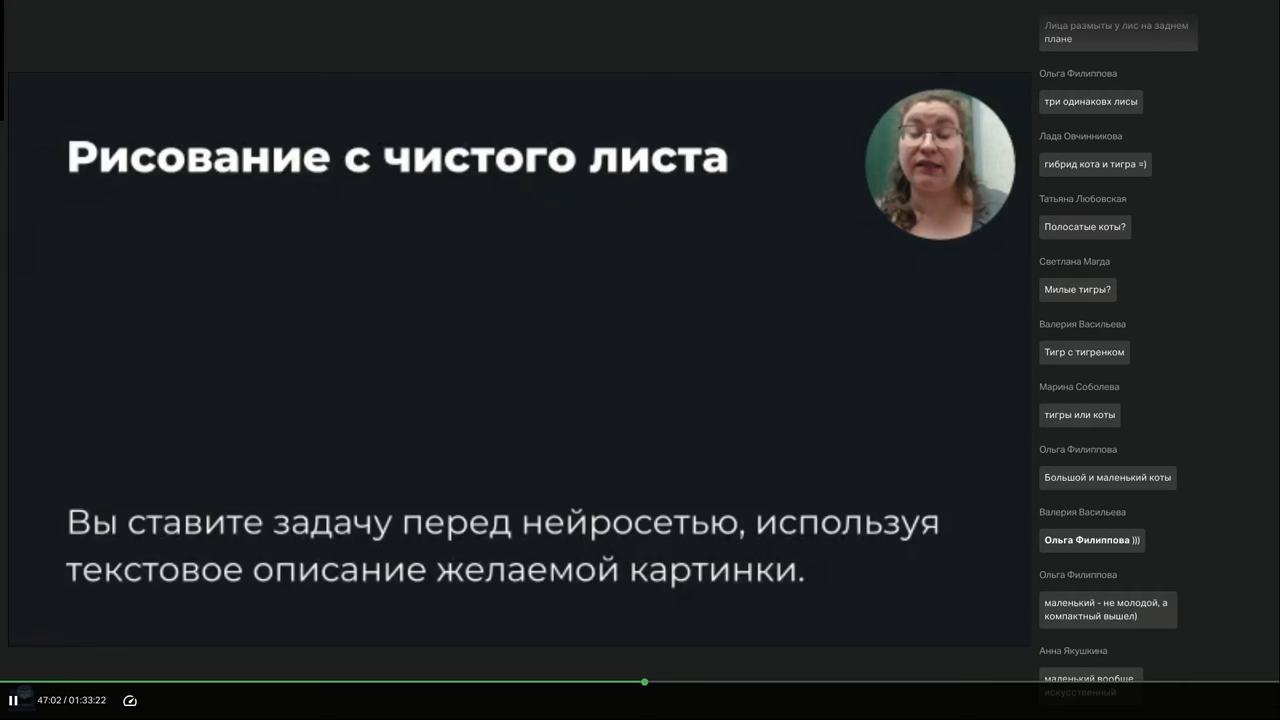 Рисование с чистого листа
Вы ставите задачу перед нейросетью, используя
текстовое описание желаемой картинки.
Лица размыты у лис на заднем
плане
Ольга Филиппова
три одинаковх лисы
Лада Овчинникова
гибрид кота и тигра =)
Татьяна Любовская
Полосатые коты?
Светлана Магда
Милые тигры?
Валерия Васильева
Тигр с тигренком
Марина Соболева
тигры или коты
Ольга Филиппова
Большой и маленький коты
Валерия Васильева
Ольга Филиппова )))
Ольга Филиппова
маленький - не молодой, а
компактный вышел)
Анна Якушкина
маленький вообще
искусственный
47:02 / 01:33:22